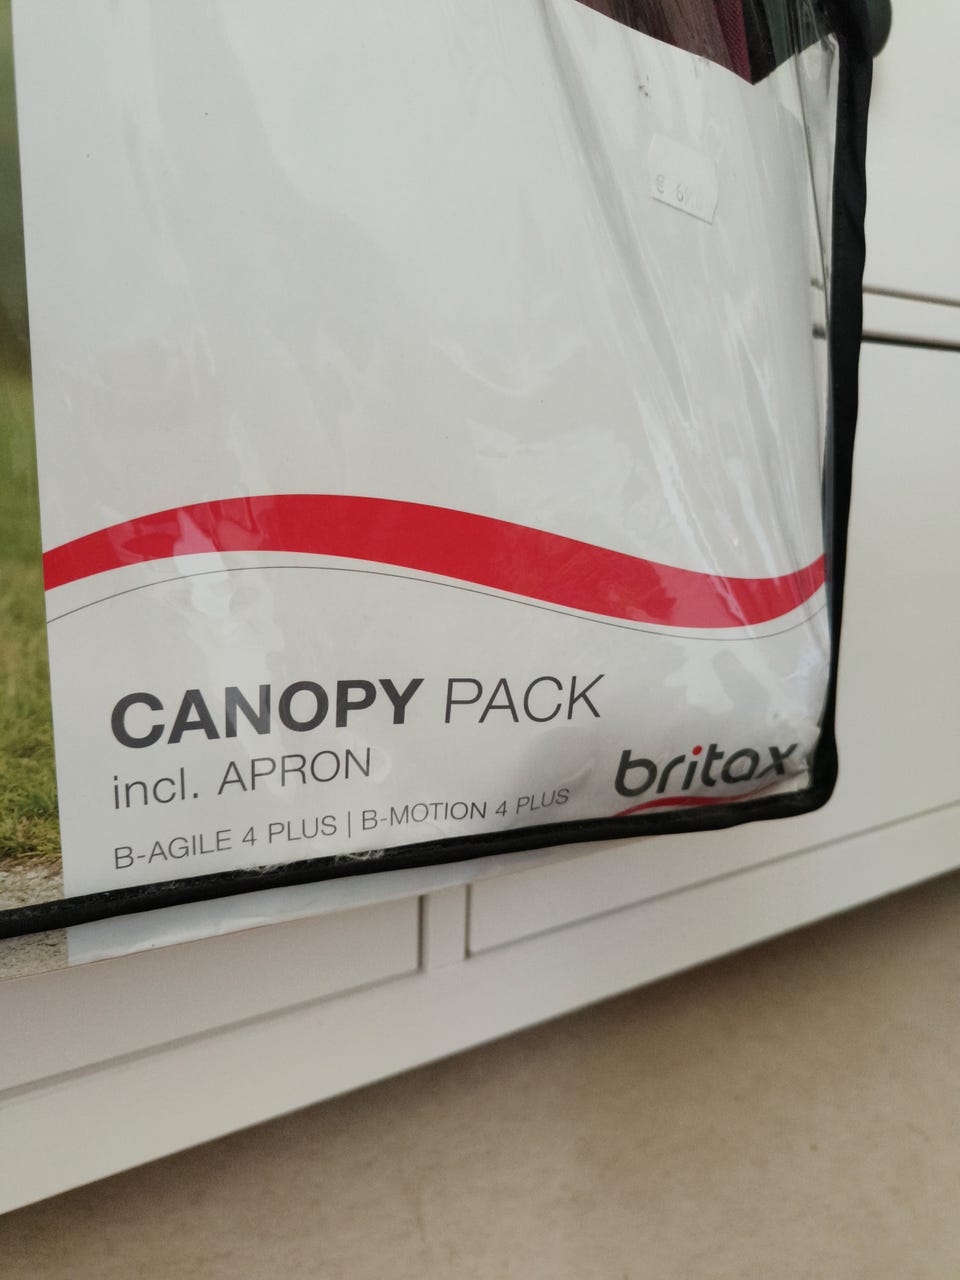 CANOPY PACK
incl. APRON
B-AGILE 4 PLUS | B-MOTION 4 PLUS
britax